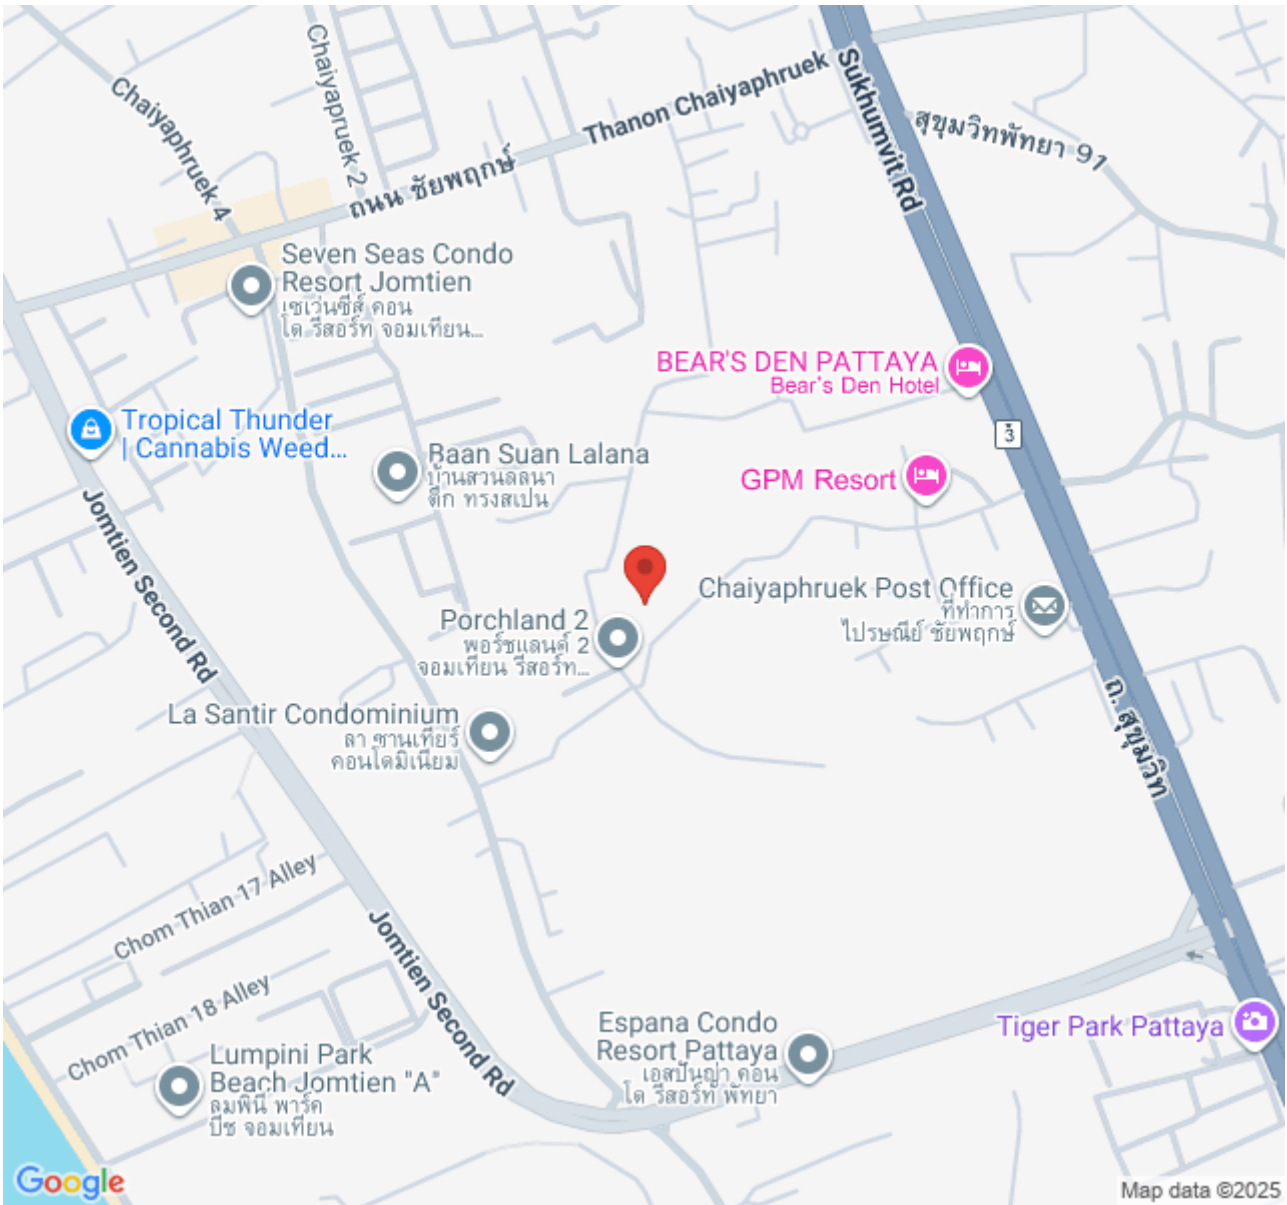 Chaiyaphruek 4
Chaiyapruek 2
ถนน ชัยพฤกษ์
Thanon Chaiyaphruek
Sukhumvit Rd
สุขุมวิทพัทยา 91
Seven Seas Condo
Resort Jomtien
เซเว่นซีส์ คอน
โด รีสอร์ท จอมเทียน...
BEAR'S DEN PATTAYA
Bear's Den Hotel
3
Tropical Thunder
| Cannabis Weed...
Baan Suan Lalana
บ้านสวนลลนา
ตึก ทรงสเปน
GPM Resort
Jomtien Second Rd
Chaiyaphruek Post Office
ที่ทำการ
ไปรษณีย์ ชัยพฤกษ์
Porchland 2
พอร์ชแลนด์ 2
จอมเทียน รีสอร์ท...
La Santir Condominium
ลา ซานเทียร์
คอนโดมิเนียม
ถ. สุขุมวิท
Chom Thian 17 Alley
Jomtien Second Rd
Chom Thian 18 Alley
Espana Condo
Resort Pattaya
เอสปันญ่า คอน
โด รีสอร์ท พัทยา
Tiger Park Pattaya
Lumpini Park
Beach Jomtien "A"
ลุมพินี พาร์ค
บีช จอมเทียน
Google
Map data ©2025